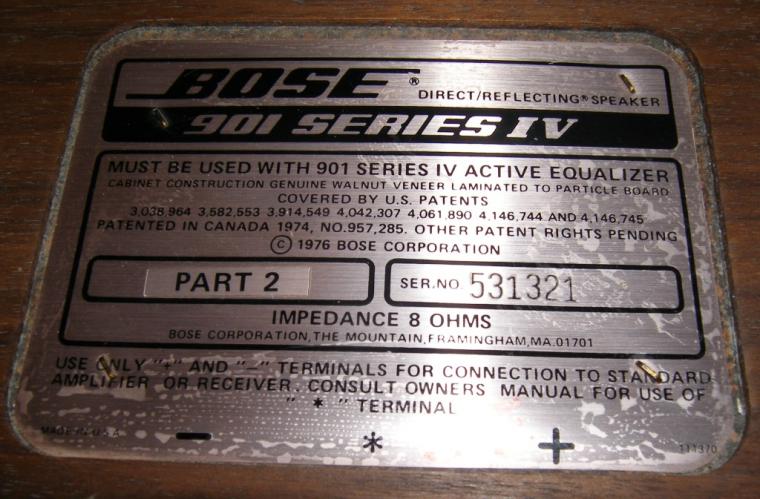 BOSE®
DIRECT/REFLECTING® SPEAKER
901 SERIES IV
MUST BE USED WITH 901 SERIES IV ACTIVE EQUALIZER
CABINET CONSTRUCTION GENUINE WALNUT VENEER LAMINATED TO PARTICLE BOARD
COVERED BY U.S. PATENTS
3,038,964 3,582,553 3,914,549 4,042,307 4,061,890 4,146,744 AND 4,146,745
PATENTED IN CANADA 1974, NO.957,285. OTHER PATENT RIGHTS PENDING
© 1976 BOSE CORPORATION
PART 2
SER.NO. 531321
IMPEDANCE 8 OHMS
BOSE CORPORATION, THE MOUNTAIN, FRAMINGHAM, MA. 01701
USE ONLY "+" AND "–" TERMINALS FOR CONNECTION TO STANDARD
AMPLIFIER OR RECEIVER. CONSULT OWNERS MANUAL FOR USE OF
" * " TERMINAL
MADE IN U.S.A
– * +
111370